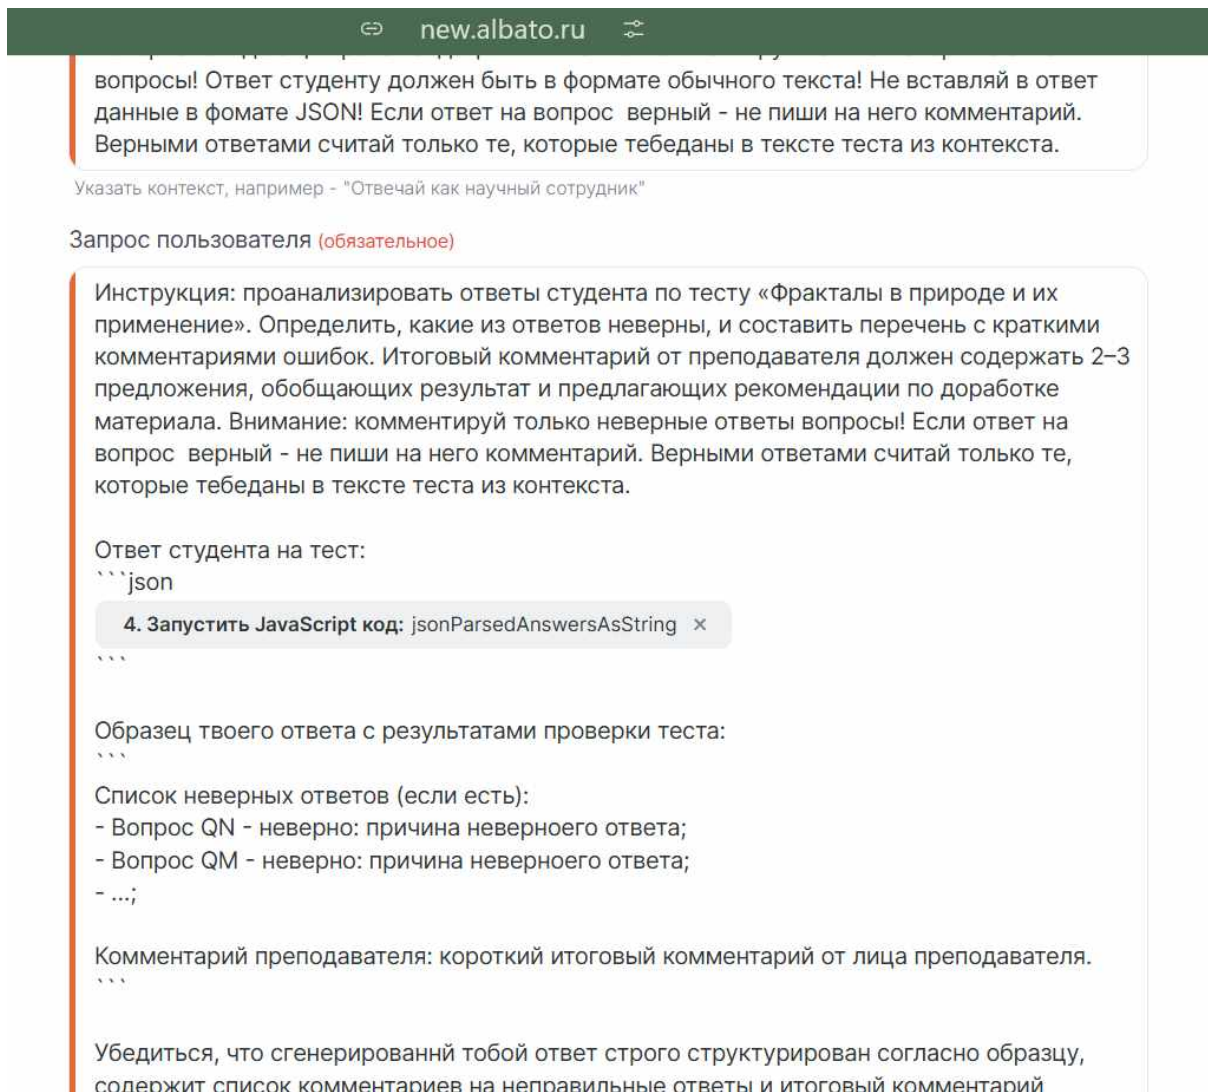 new.albato.ru
вопросы! Ответ студенту должен быть в формате обычного текста! Не вставляй в ответ
данные в фомате JSON! Если ответ на вопрос  верный - не пиши на него комментарий.
Верными ответами считай только те, которые тебеданы в тексте теста из контекста.
Указать контекст, например - "Отвечай как научный сотрудник"
Запрос пользователя (обязательное)
Инструкция: проанализировать ответы студента по тесту «Фракталы в природе и их
применение». Определить, какие из ответов неверны, и составить перечень с краткими
комментариями ошибок. Итоговый комментарий от преподавателя должен содержать 2–3
предложения, обобщающих результат и предлагающих рекомендации по доработке
материала. Внимание: комментируй только неверные ответы вопросы! Если ответ на
вопрос  верный - не пиши на него комментарий. Верными ответами считай только те,
которые тебеданы в тексте теста из контекста.
Ответ студента на тест:
```json
4. Запустить JavaScript код: jsonParsedAnswersAsString ×
```
Образец твоего ответа с результатами проверки теста:
```
Список неверных ответов (если есть):
- Вопрос QN - неверно: причина неверноего ответа;
- Вопрос QM - неверно: причина неверноего ответа;
- ...;
Комментарий преподавателя: короткий итоговый комментарий от лица преподавателя.
```
Убедиться, что сгенерированнй тобой ответ строго структурирован согласно образцу,
содержит список комментариев на неправильные ответы и итоговый комментарий